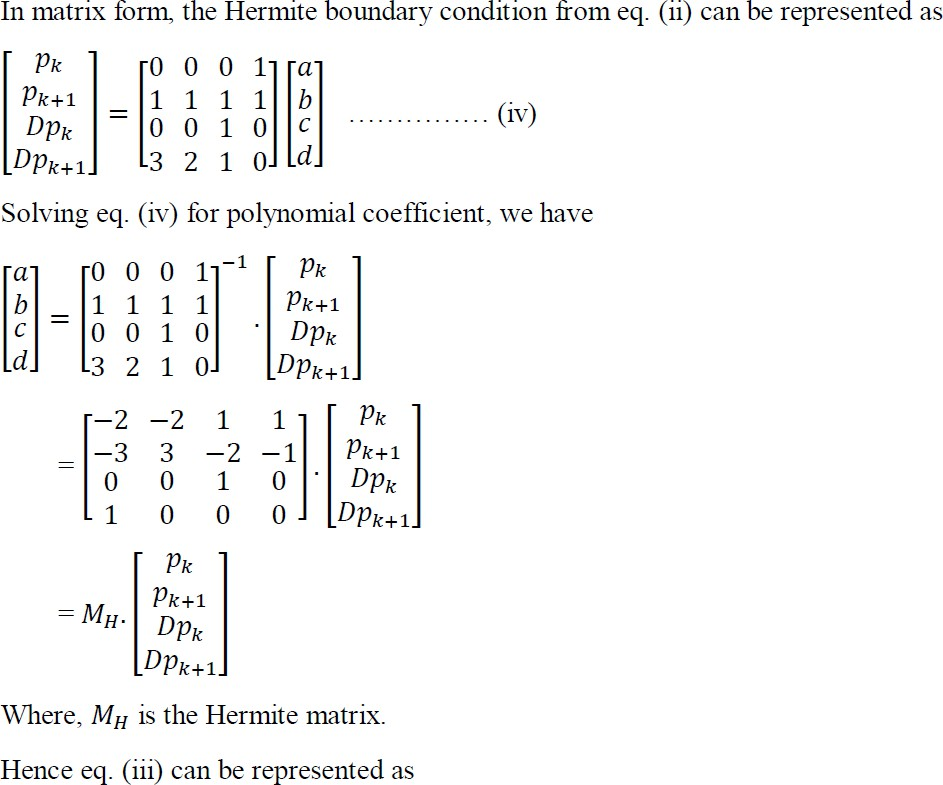 In matrix form, the Hermite boundary condition from eq. (ii) can be represented as
[p_k; p_{k+1}; Dp_k; Dp_{k+1}] = [0 0 0 1; 1 1 1 1; 0 0 1 0; 3 2 1 0] [a; b; c; d] ............... (iv)
Solving eq. (iv) for polynomial coefficient, we have
[a; b; c; d] = [0 0 0 1; 1 1 1 1; 0 0 1 0; 3 2 1 0]^{-1} . [p_k; p_{k+1}; Dp_k; Dp_{k+1}]
= [-2 -2 1 1; -3 3 -2 -1; 0 0 1 0; 1 0 0 0] . [p_k; p_{k+1}; Dp_k; Dp_{k+1}]
= M_H. [p_k; p_{k+1}; Dp_k; Dp_{k+1}]
Where, M_H is the Hermite matrix.
Hence eq. (iii) can be represented as